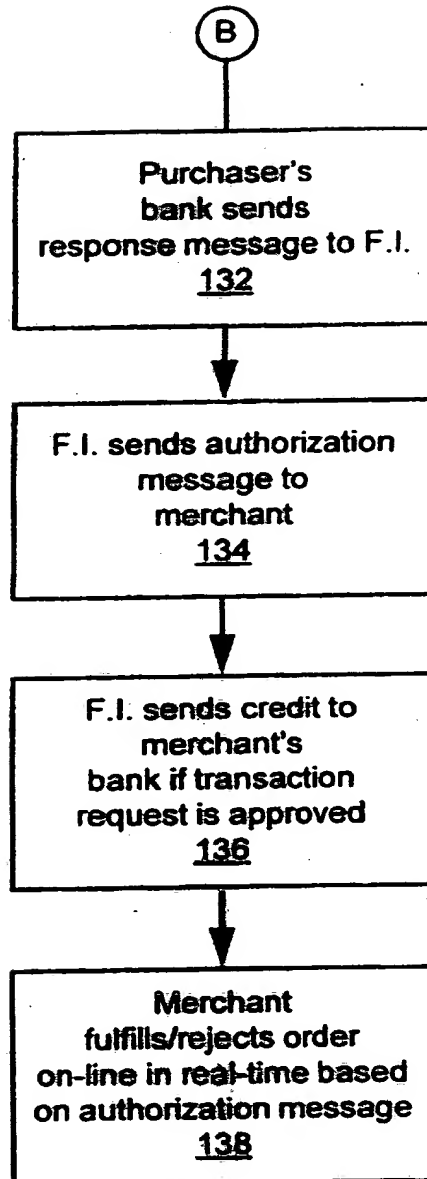 B
Purchaser's
bank sends
response message to F.I.
132
F.I. sends authorization
message to
merchant
134
F.I. sends credit to
merchant's
bank if transaction
request is approved
136
Merchant
fulfills/rejects order
on-line in real-time based
on authorization message
138